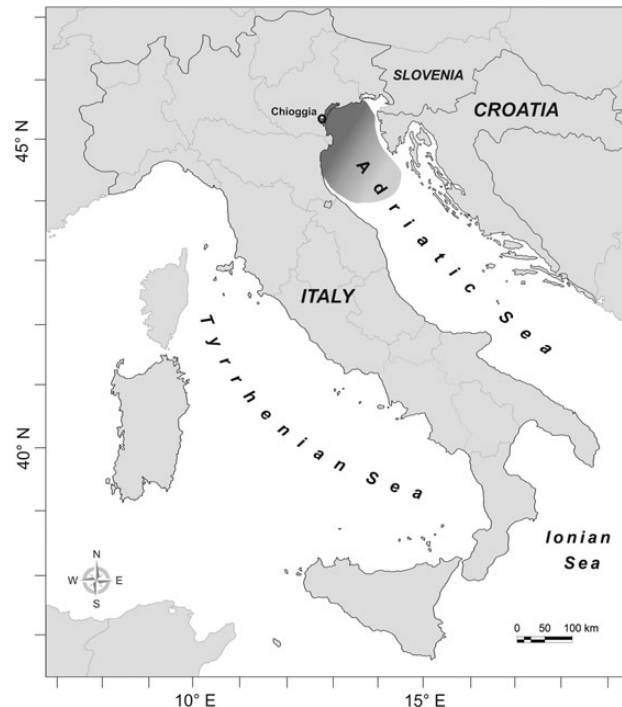 SLOVENIA
CROATIA
Chioggia
45° N
Adriatic Sea
ITALY
Tyrrhenian Sea
40° N
Ionian
Sea
N
W E
S
0 50 100 km
10° E 15° E